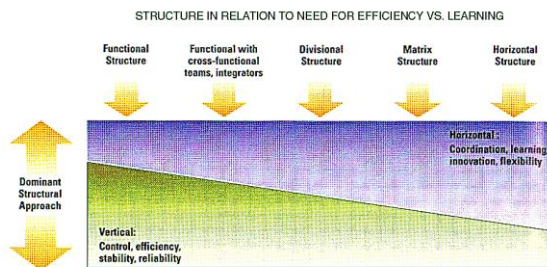 STRUCTURE IN RELATION TO NEED FOR EFFICIENCY VS. LEARNING
Functional
Structure
Functional with
cross-functional
teams, integrators
Divisional
Structure
Matrix
Structure
Horizontal
Structure
Dominant
Structural
Approach
Horizontal:
Coordination, learning
innovation, flexibility
Vertical:
Control, efficiency,
stability, reliability